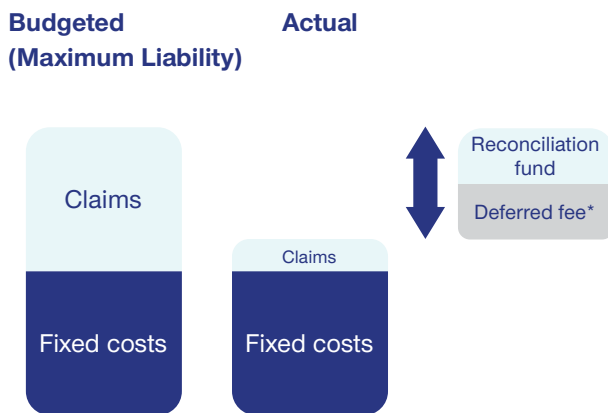 Budgeted
(Maximum Liability)
Actual
Claims
Fixed costs
Claims
Fixed costs
Reconciliation
fund
Deferred fee*